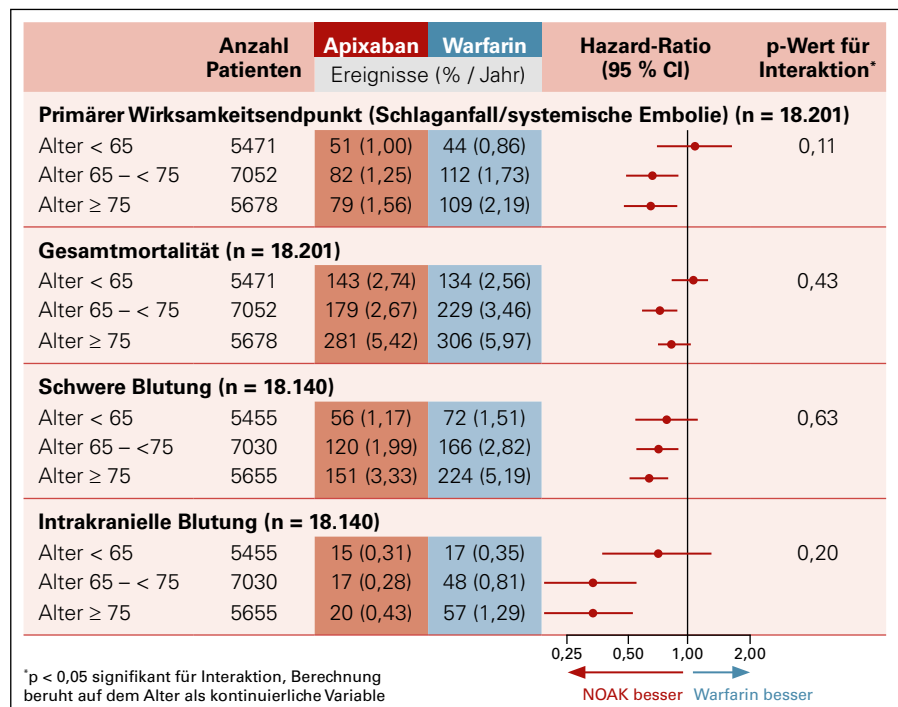 Anzahl Patienten Apixaban Warfarin Hazard-Ratio (95 % CI) p-Wert für Interaktion*
Ereignisse (% / Jahr)
Primärer Wirksamkeitsendpunkt (Schlaganfall/systemische Embolie) (n = 18.201)
Alter < 65 5471 51 (1,00) 44 (0,86) 0,11
Alter 65 – < 75 7052 82 (1,25) 112 (1,73)
Alter ≥ 75 5678 79 (1,56) 109 (2,19)
Gesamtmortalität (n = 18.201)
Alter < 65 5471 143 (2,74) 134 (2,56) 0,43
Alter 65 – < 75 7052 179 (2,67) 229 (3,46)
Alter ≥ 75 5678 281 (5,42) 306 (5,97)
Schwere Blutung (n = 18.140)
Alter < 65 5455 56 (1,17) 72 (1,51) 0,63
Alter 65 – <75 7030 120 (1,99) 166 (2,82)
Alter ≥ 75 5655 151 (3,33) 224 (5,19)
Intrakranielle Blutung (n = 18.140)
Alter < 65 5455 15 (0,31) 17 (0,35) 0,20
Alter 65 – < 75 7030 17 (0,28) 48 (0,81)
Alter ≥ 75 5655 20 (0,43) 57 (1,29)
0,25 0,50 1,00 2,00
NOAK besser Warfarin besser
*p < 0,05 signifikant für Interaktion, Berechnung
beruht auf dem Alter als kontinuierliche Variable